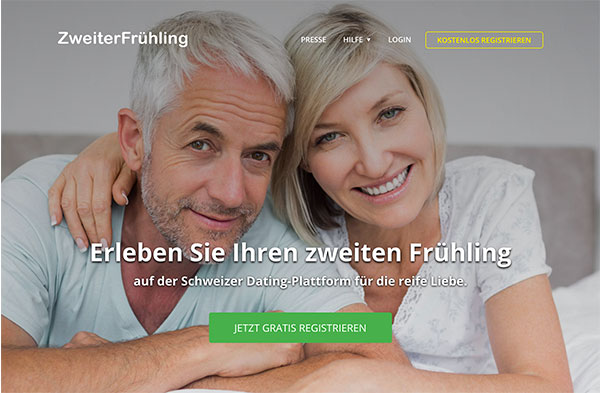 ZweiterFrühling
PRESSE HILFE LOGIN KOSTENLOS REGISTRIEREN
Erleben Sie Ihren zweiten Frühling
auf der Schweizer Dating-Plattform für die reife Liebe.
JETZT GRATIS REGISTRIEREN